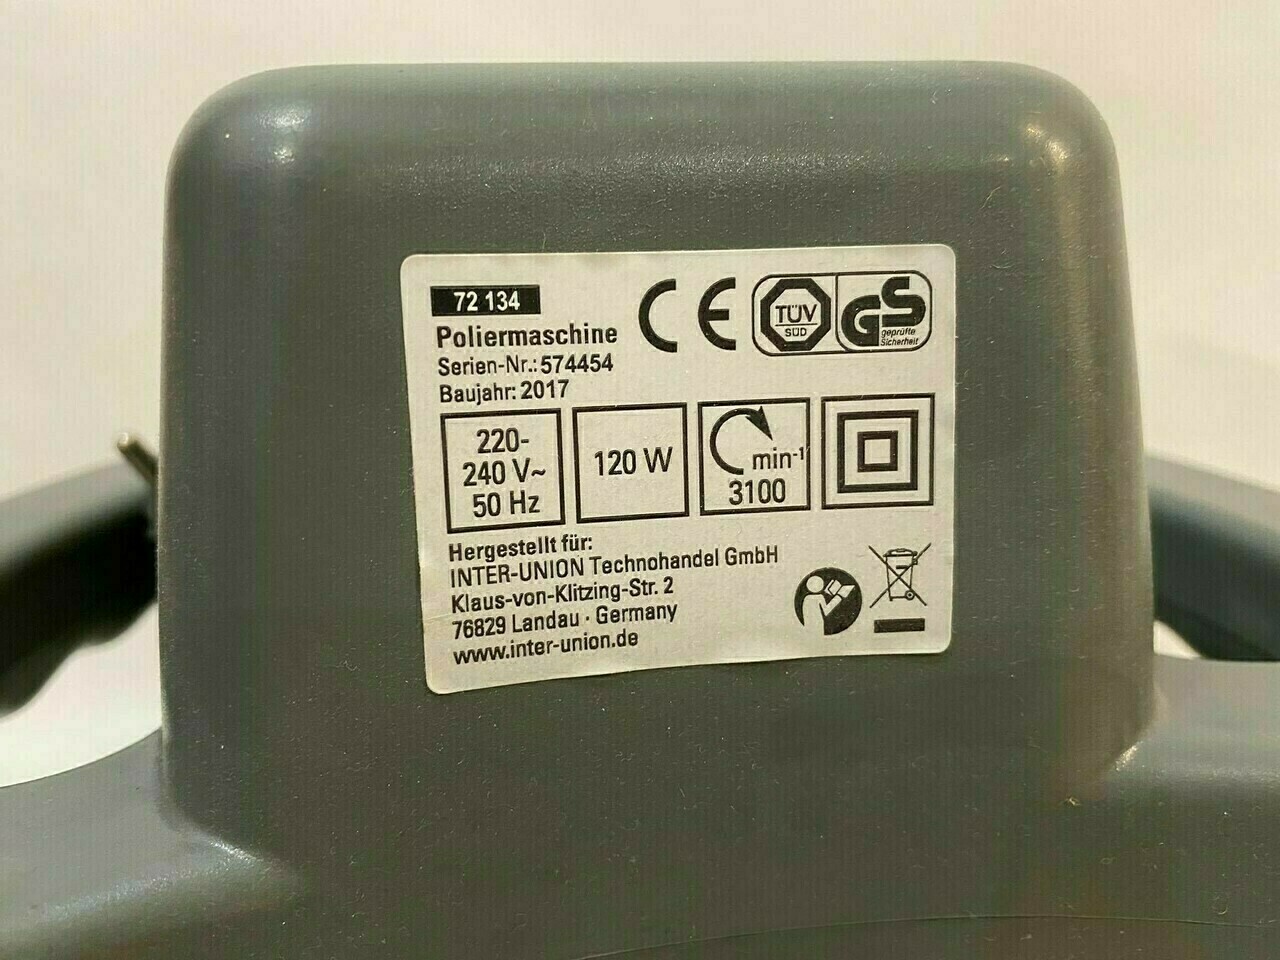 72 134
Poliermaschine
Serien-Nr.: 574454
Baujahr: 2017
CE
TÜV
SÜD
GS
geprüfte
Sicherheit
220-
240 V~
50 Hz
120 W
min-¹
3100
Hergestellt für:
INTER-UNION Technohandel GmbH
Klaus-von-Klitzing-Str. 2
76829 Landau · Germany
www.inter-union.de